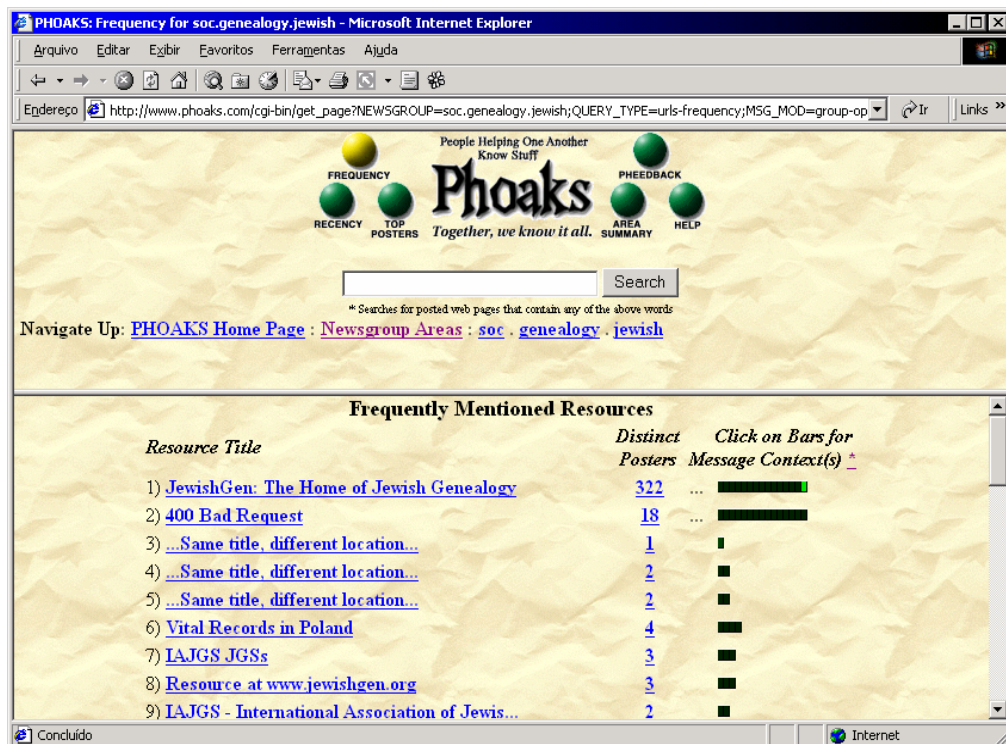 PHOAKS: Frequency for soc.genealogy.jewish - Microsoft Internet Explorer
Arquivo Editar Exibir Favoritos Ferramentas Ajuda
Endereço http://www.phoaks.com/cgi-bin/get_page?NEWSGROUP=soc.genealogy.jewish;QUERY_TYPE=urls-frequency;MSG_MOD=group-op Ir Links »
People Helping One Another
Know Stuff
FREQUENCY Phoaks PHEEDBACK
RECENCY TOP POSTERS Together, we know it all. AREA SUMMARY HELP
Search
* Searches for posted web pages that contain any of the above words
Navigate Up: PHOAKS Home Page : Newsgroup Areas : soc . genealogy . jewish
Frequently Mentioned Resources
Resource Title Distinct Posters Click on Bars for Message Context(s) *
1) JewishGen: The Home of Jewish Genealogy 322 ...
2) 400 Bad Request 18 ...
3) ...Same title, different location... 1
4) ...Same title, different location... 2
5) ...Same title, different location... 2
6) Vital Records in Poland 4
7) IAJGS JGSs 3
8) Resource at www.jewishgen.org 3
9) IAJGS - International Association of Jewis... 2
Concluído Internet